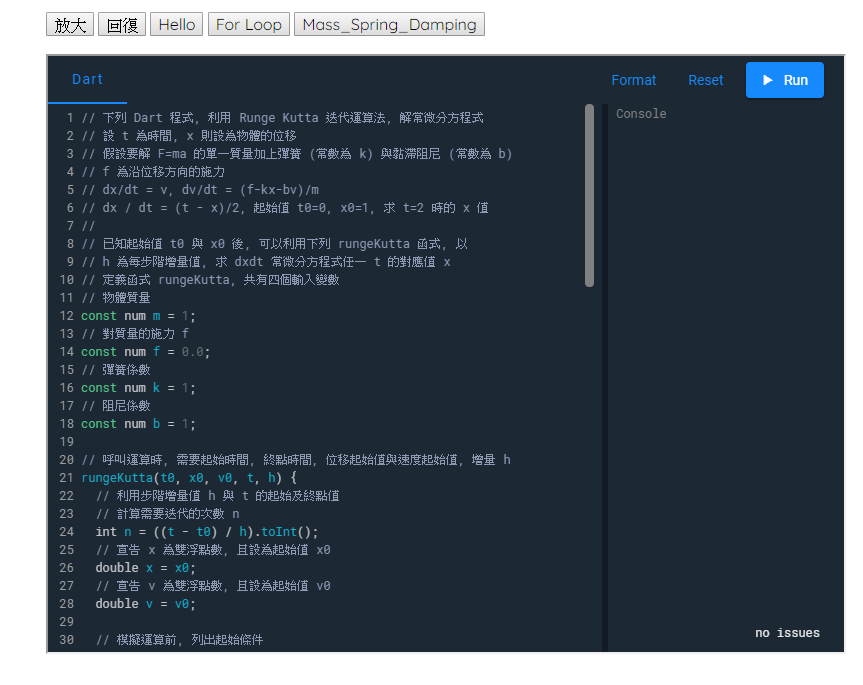 放大 回復 Hello For Loop Mass_Spring_Damping
Dart Format Reset Run
Console
1 // 下列 Dart 程式, 利用 Runge Kutta 迭代運算法, 解常微分方程式
2 // 設 t 為時間, x 則設為物體的位移
3 // 假設要解 F=ma 的單一質量加上彈簧 (常數為 k) 與黏滯阻尼 (常數為 b)
4 // f 為沿位移方向的施力
5 // dx/dt = v, dv/dt = (f-kx-bv)/m
6 // dx / dt = (t - x)/2, 起始值 t0=0, x0=1, 求 t=2 時的 x 值
7 //
8 // 已知起始值 t0 與 x0 後, 可以利用下列 rungeKutta 函式, 以
9 // h 為每步階增量值, 求 dxdt 常微分方程式任一 t 的對應值 x
10 // 定義函式 rungeKutta, 共有四個輸入變數
11 // 物體質量
12 const num m = 1;
13 // 對質量的施力 f
14 const num f = 0.0;
15 // 彈簧係數
16 const num k = 1;
17 // 阻尼係數
18 const num b = 1;
19
20 // 呼叫運算時, 需要起始時間, 終點時間, 位移起始值與速度起始值, 增量 h
21 rungeKutta(t0, x0, v0, t, h) {
22 // 利用步階增量值 h 與 t 的起始及終點值
23 // 計算需要迭代的次數 n
24 int n = ((t - t0) / h).toInt();
25 // 宣告 x 為雙浮點數, 且設為起始值 x0
26 double x = x0;
27 // 宣告 v 為雙浮點數, 且設為起始值 v0
28 double v = v0;
29
30 // 模擬運算前, 列出起始條件
no issues